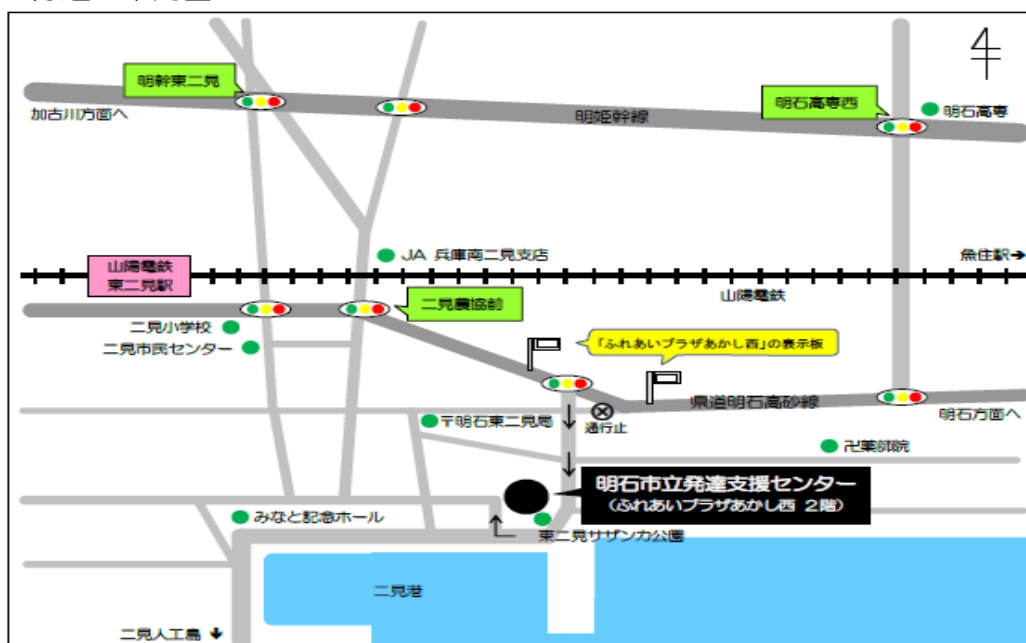 明幹東二見
加古川方面へ
明姫幹線
明石高専西
明石高専
JA 兵庫南二見支店
魚住駅→
山陽電鉄
東二見駅
山陽電鉄
二見農協前
二見小学校
二見市民センター
「ふれあいプラザあかし西」の表示板
県道明石高砂線
明石方面へ
〒明石東二見局
通行止
卍薬師院
明石市立発達支援センター
（ふれあいプラザあかし西 2階）
みなと記念ホール
東二見サザンカ公園
二見港
二見人工島